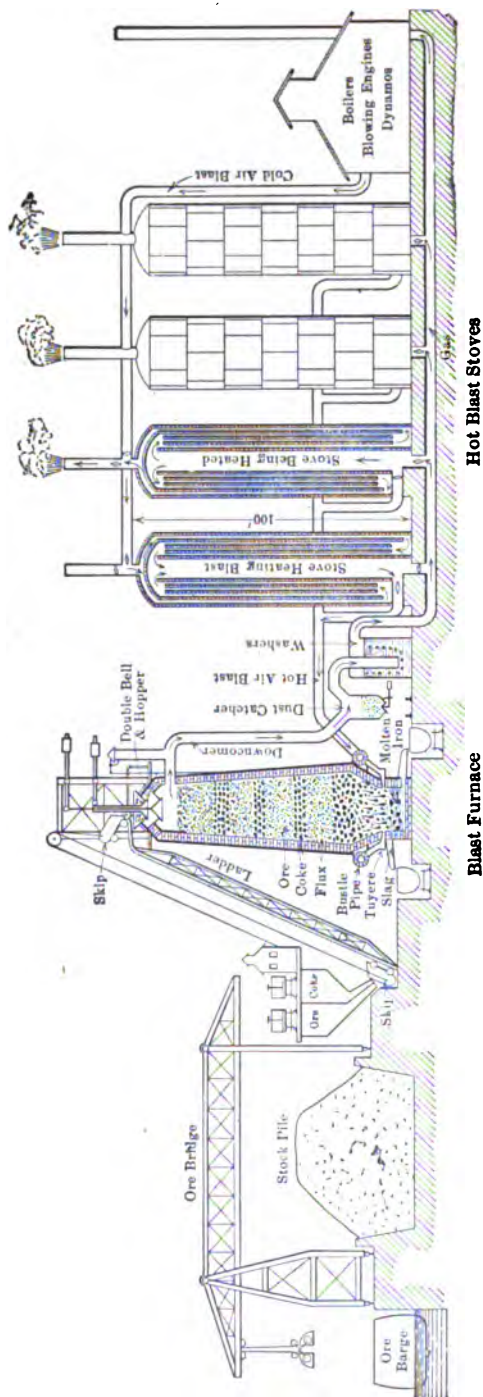 Ore
Barge
Ore Bridge
Stock Pile
Ore
Coke
Skip
Skip
Ladder
Double Bell
& Hopper
Ore
Coke
Flux
Bustle
Pipe
Tuyere
Slag
Downcomer
Dust Catcher
Hot Air Blast
Washers
Molten
Iron
Stove Heating Blast
100'
Stove Being Heated
Cold Air Blast
Gas
Boilers
Blowing Engines
Dynamos
Blast Furnace
Hot Blast Stoves